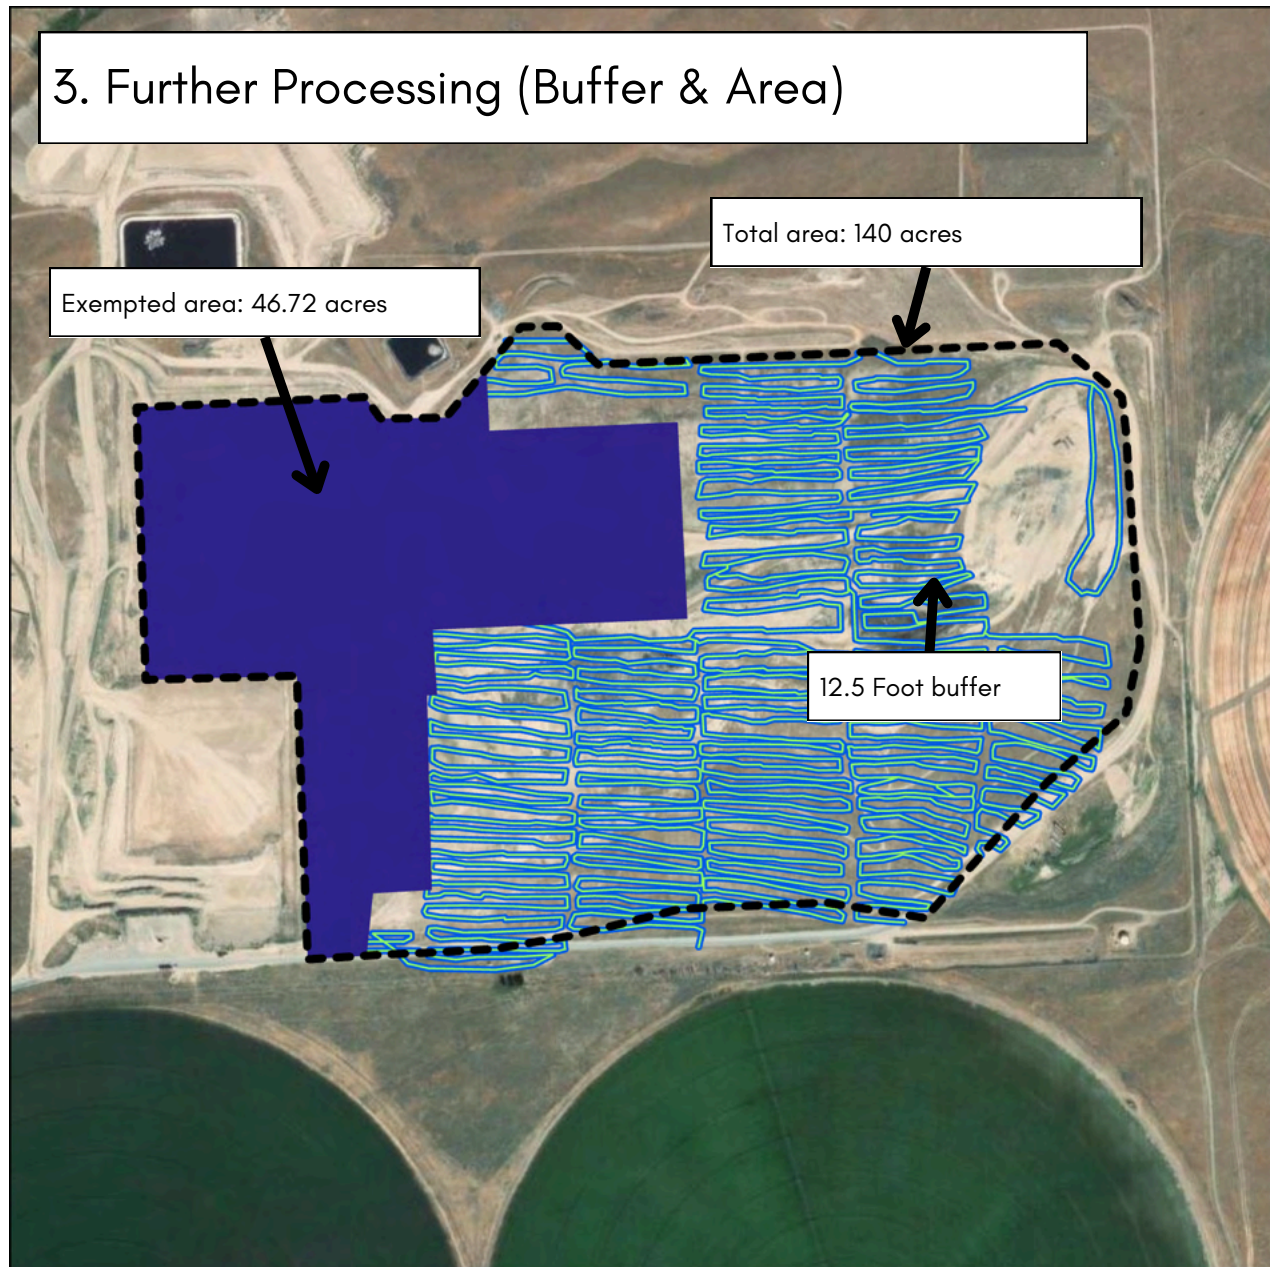 3. Further Processing (Buffer & Area)
Total area: 140 acres
Exempted area: 46.72 acres
12.5 Foot buffer